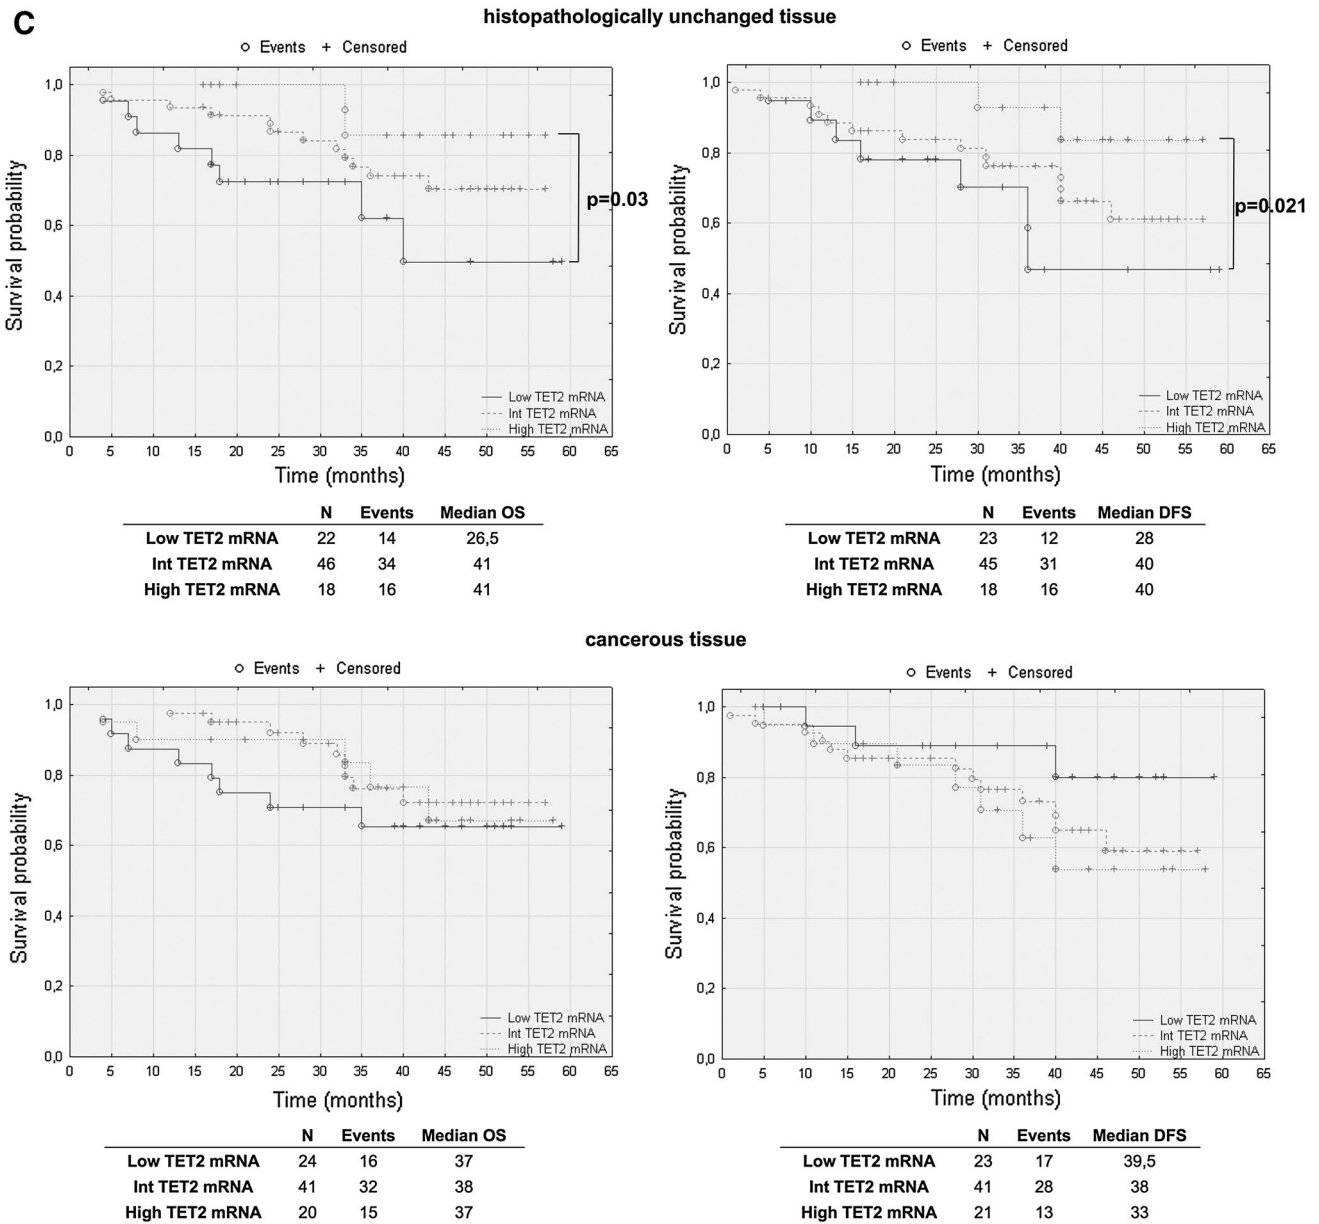 C
histopathologically unchanged tissue
Events + Censored
1,0
0,8
0,6
0,4
0,2
0,0
Survival probability
p=0.03
Low TET2 mRNA
Int TET2 mRNA
High TET2 mRNA
0 5 10 15 20 25 30 35 40 45 50 55 60 65
Time (months)
N Events Median OS
Low TET2 mRNA 22 14 26,5
Int TET2 mRNA 46 34 41
High TET2 mRNA 18 16 41
Events + Censored
1,0
0,8
0,6
0,4
0,2
0,0
Survival probability
p=0.021
Low TET2 mRNA
Int TET2 mRNA
High TET2 mRNA
0 5 10 15 20 25 30 35 40 45 50 55 60 65
Time (months)
N Events Median DFS
Low TET2 mRNA 23 12 28
Int TET2 mRNA 45 31 40
High TET2 mRNA 18 16 40
cancerous tissue
Events + Censored
1,0
0,8
0,6
0,4
0,2
0,0
Survival probability
Low TET2 mRNA
Int TET2 mRNA
High TET2 mRNA
0 5 10 15 20 25 30 35 40 45 50 55 60 65
Time (months)
N Events Median OS
Low TET2 mRNA 24 16 37
Int TET2 mRNA 41 32 38
High TET2 mRNA 20 15 37
Events + Censored
1,0
0,8
0,6
0,4
0,2
0,0
Survival probability
Low TET2 mRNA
Int TET2 mRNA
High TET2 mRNA
0 5 10 15 20 25 30 35 40 45 50 55 60 65
Time (months)
N Events Median DFS
Low TET2 mRNA 23 17 39,5
Int TET2 mRNA 41 28 38
High TET2 mRNA 21 13 33